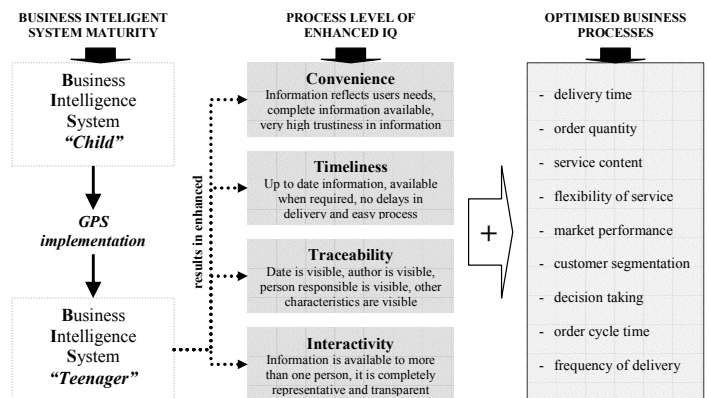 BUSINESS INTELIGENT
SYSTEM MATURITY
Business
Intelligence
System
“Child”
GPS
implementation
Business
Intelligence
System
“Teenager”
results in enhanced
PROCESS LEVEL OF
ENHANCED IQ
Convenience
Information reflects users needs,
complete information available,
very high trustiness in information
Timeliness
Up to date information, available
when required, no delays in
delivery and easy process
Traceability
Date is visible, author is visible,
person responsible is visible, other
characteristics are visible
Interactivity
Information is available to more
than one person, it is completely
representative and transparent
+
OPTIMISED BUSINESS
PROCESSES
- delivery time
- order quantity
- service content
- flexibility of service
- market performance
- customer segmentation
- decision taking
- order cycle time
- frequency of delivery